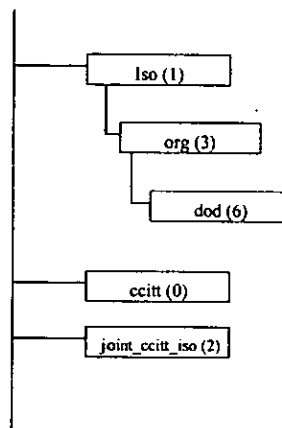 Iso (1)
org (3)
dod (6)
ccitt (0)
joint_ccitt_iso (2)